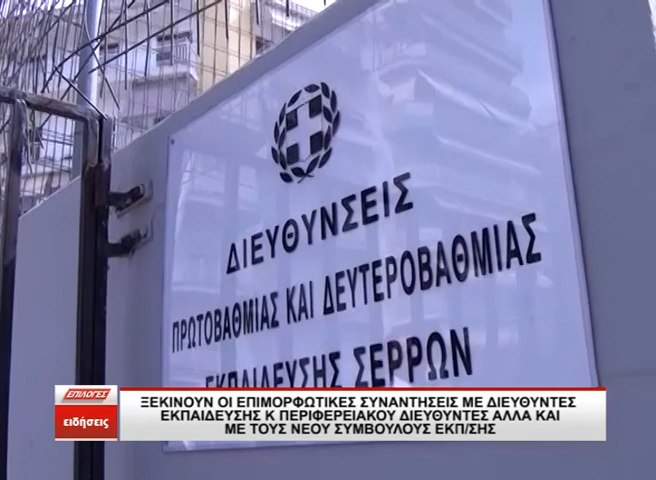 ΔΙΕΥΘΥΝΣΕΙΣ
ΠΡΩΤΟΒΑΘΜΙΑΣ ΚΑΙ ΔΕΥΤΕΡΟΒΑΘΜΙΑΣ
ΕΚΠΑΙΔΕΥΣΗΣ ΣΕΡΡΩΝ
ΕΠΙΛΟΓΕΣ
ειδήσεις
ΞΕΚΙΝΟΥΝ ΟΙ ΕΠΙΜΟΡΦΩΤΙΚΕΣ ΣΥΝΑΝΤΗΣΕΙΣ ΜΕ ΔΙΕΥΘΥΝΤΕΣ
ΕΚΠΑΙΔΕΥΣΗΣ Κ ΠΕΡΙΦΕΡΕΙΑΚΟΥ ΔΙΕΥΘΥΝΤΕΣ ΑΛΛΑ ΚΑΙ
ΜΕ ΤΟΥΣ ΝΕΟΥ ΣΥΜΒΟΥΛΟΥΣ ΕΚΠ/ΣΗΣ